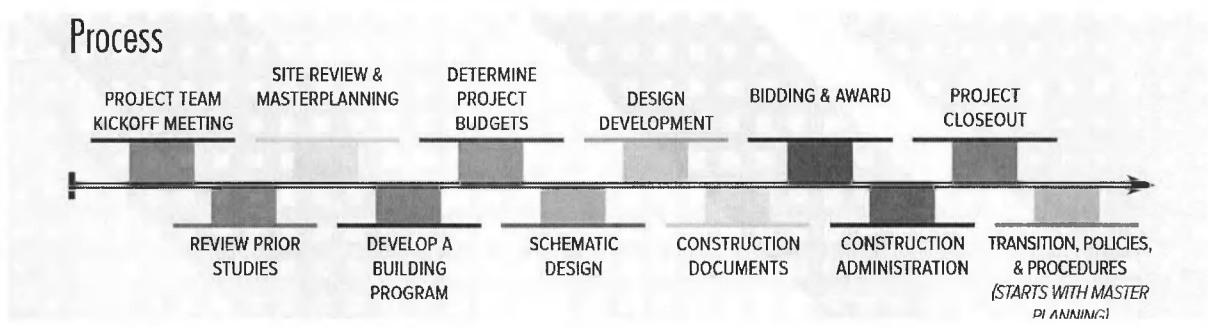 Process
PROJECT TEAM
KICKOFF MEETING
SITE REVIEW &
MASTERPLANNING
DETERMINE
PROJECT
BUDGETS
DESIGN
DEVELOPMENT
BIDDING & AWARD
PROJECT
CLOSEOUT
REVIEW PRIOR
STUDIES
DEVELOP A
BUILDING
PROGRAM
SCHEMATIC
DESIGN
CONSTRUCTION
DOCUMENTS
CONSTRUCTION
ADMINISTRATION
TRANSITION, POLICIES,
& PROCEDURES
(STARTS WITH MASTER
PLANNING)